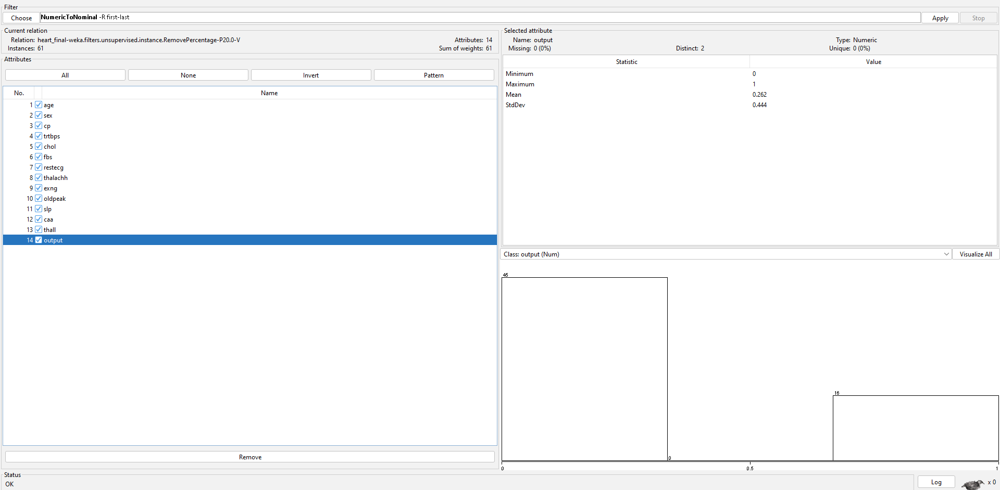 Filter
Choose NumericToNominal -R first-last Apply Stop
Current relation
Relation: heart_final-weka.filters.unsupervised.instance.RemovePercentage-P20.0-V Attributes: 14
Instances: 61 Sum of weights: 61
Attributes
All None Invert Pattern
No. Name
1 age
2 sex
3 cp
4 trtbps
5 chol
6 fbs
7 restecg
8 thalachh
9 exng
10 oldpeak
11 slp
12 caa
13 thall
14 output
Remove
Selected attribute
Name: output Type: Numeric
Missing: 0 (0%) Distinct: 2 Unique: 0 (0%)
Statistic Value
Minimum 0
Maximum 1
Mean 0.262
StdDev 0.444
Class: output (Num) Visualize All
45
16
0
0 0.5 1
Status
OK Log x 0